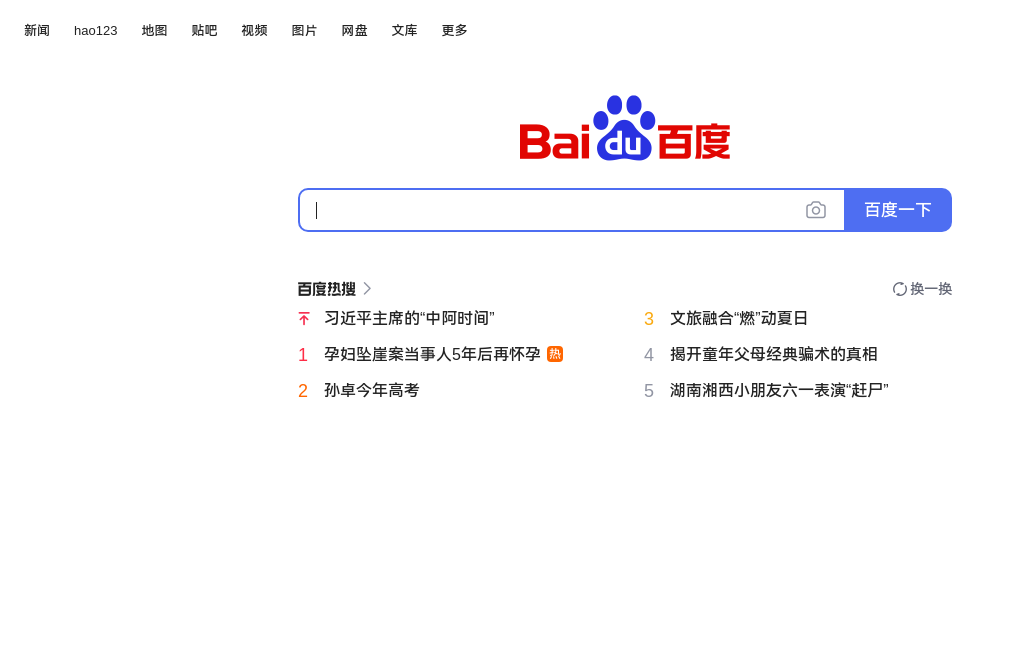 新闻 hao123 地图 贴吧 视频 图片 网盘 文库 更多
Bai du 百度
百度一下
百度热搜 换一换
习近平主席的“中阿时间”
3 文旅融合“燃”动夏日
1 孕妇坠崖案当事人5年后再怀孕 热
4 揭开童年父母经典骗术的真相
2 孙卓今年高考
5 湖南湘西小朋友六一表演“赶尸”